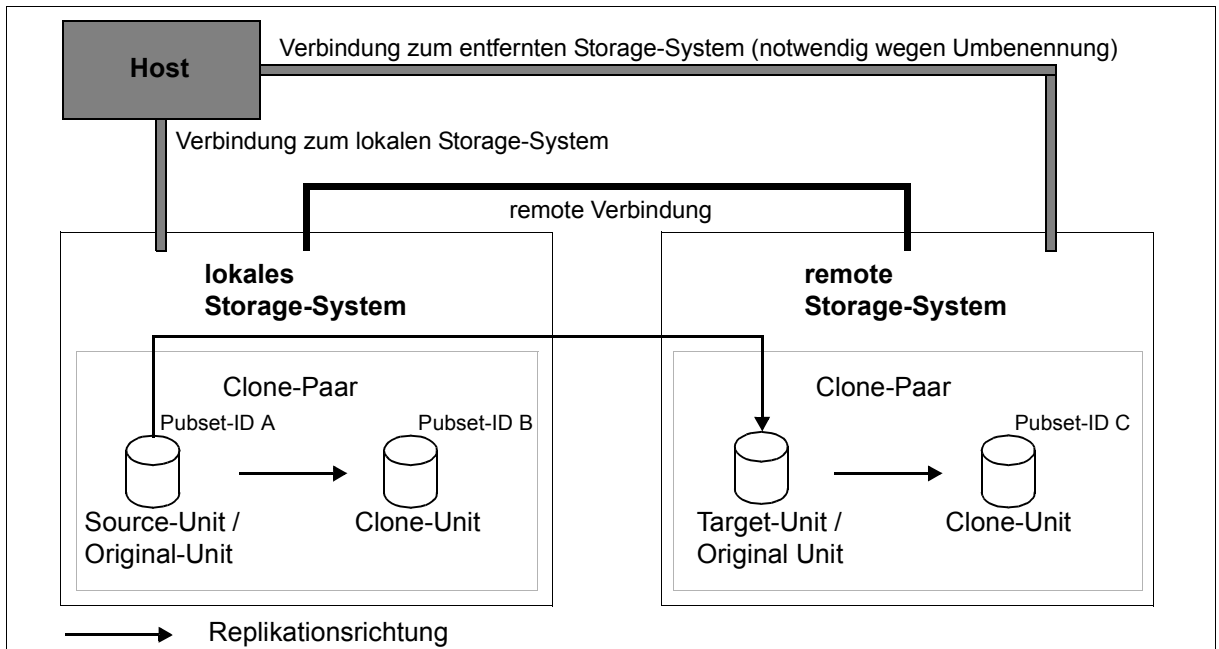 Host
Verbindung zum entfernten Storage-System (notwendig wegen Umbenennung)
Verbindung zum lokalen Storage-System
remote Verbindung
lokales
Storage-System
remote
Storage-System
Clone-Paar
Pubset-ID A
Pubset-ID B
Source-Unit /
Original-Unit
Clone-Unit
Clone-Paar
Pubset-ID C
Target-Unit /
Original Unit
Clone-Unit
Replikationsrichtung